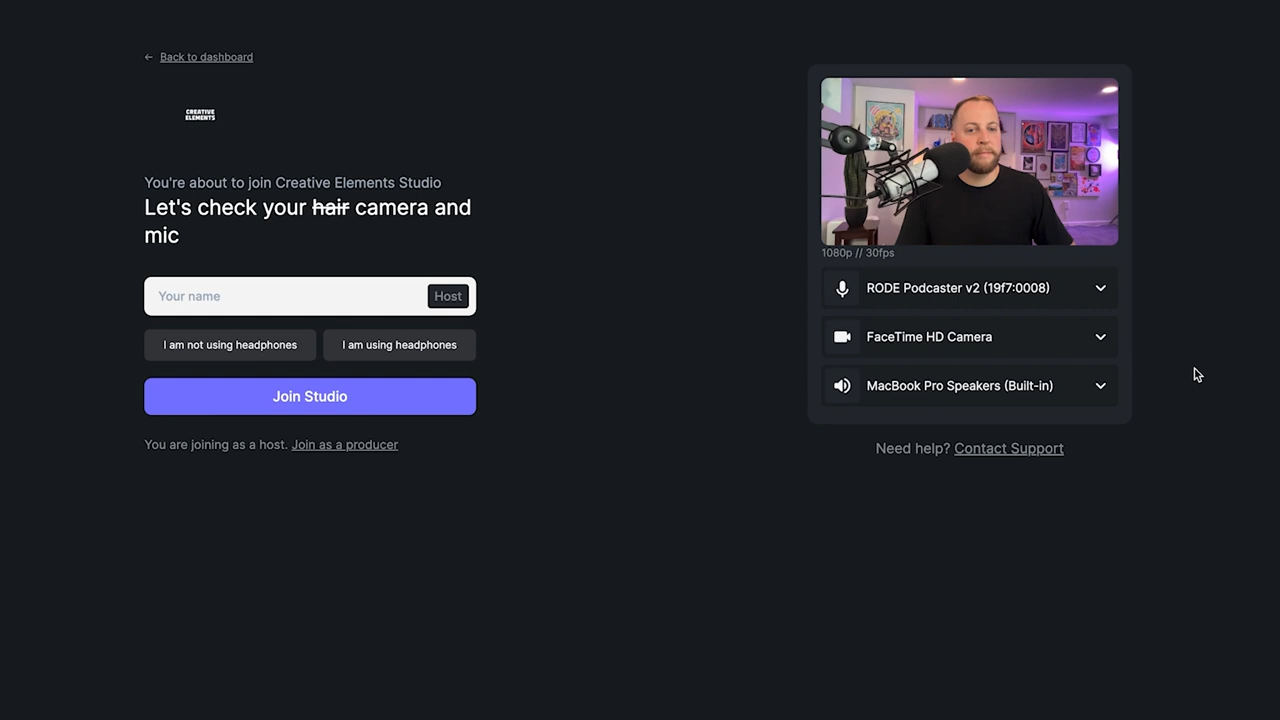 ← Back to dashboard
CREATIVE
ELEMENTS
You're about to join Creative Elements Studio
Let's check your hair camera and
mic
Your name
Host
I am not using headphones
I am using headphones
Join Studio
You are joining as a host. Join as a producer
1080p // 30fps
RODE Podcaster v2 (19f7:0008)
FaceTime HD Camera
MacBook Pro Speakers (Built-in)
Need help? Contact Support